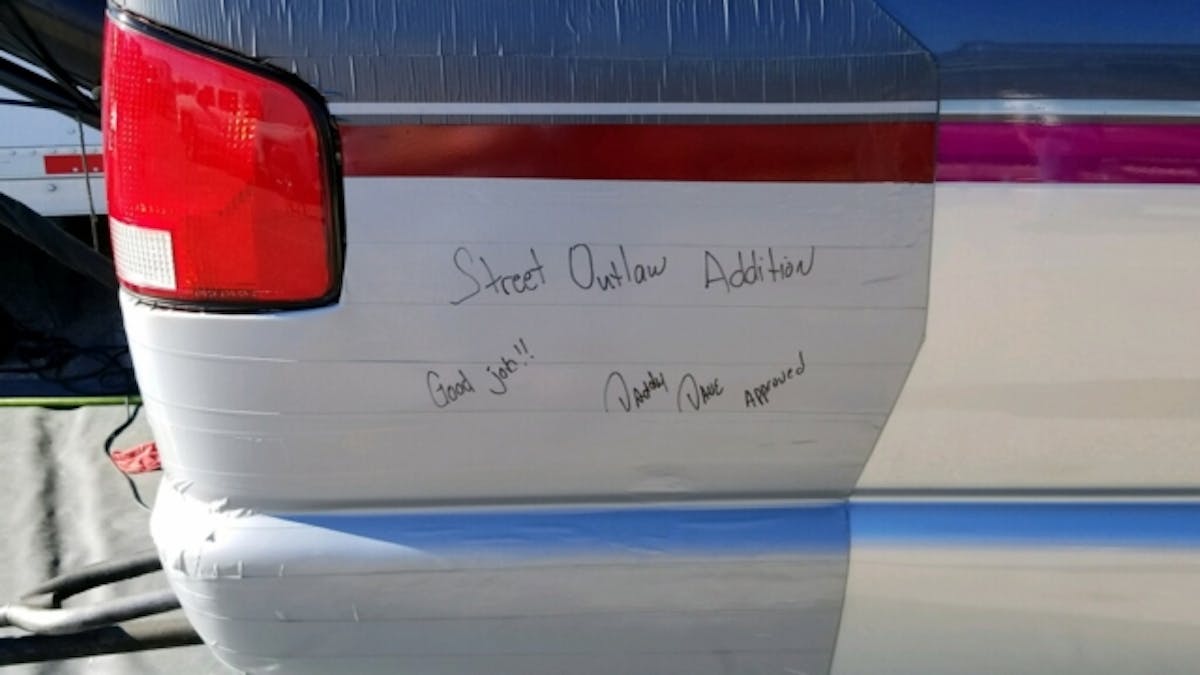 Street Outlaw Addition
Good job!!
Daddy Dave Approved